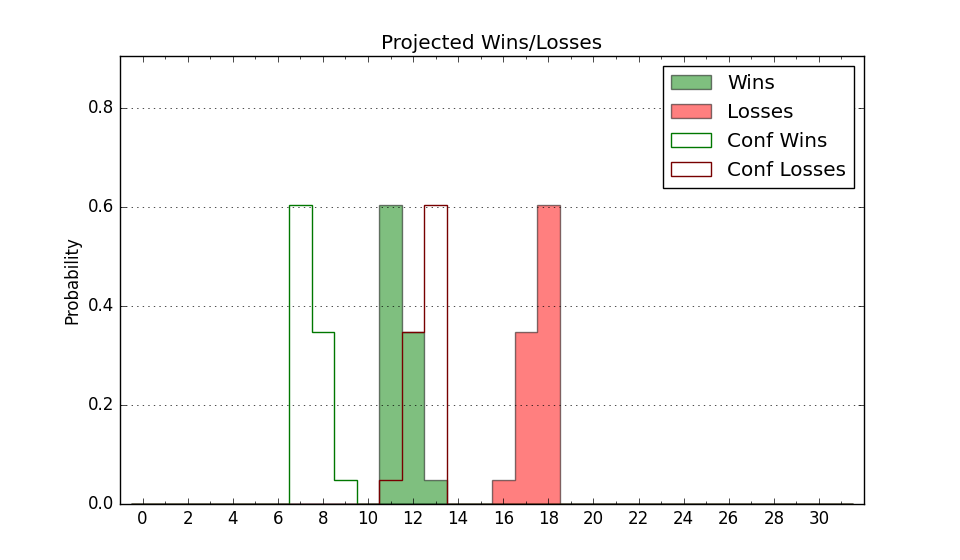 Projected Wins/Losses
Wins
Losses
Conf Wins
Conf Losses
Probability
0.8
0.6
0.4
0.2
0.0
0 2 4 6 8 10 12 14 16 18 20 22 24 26 28 30